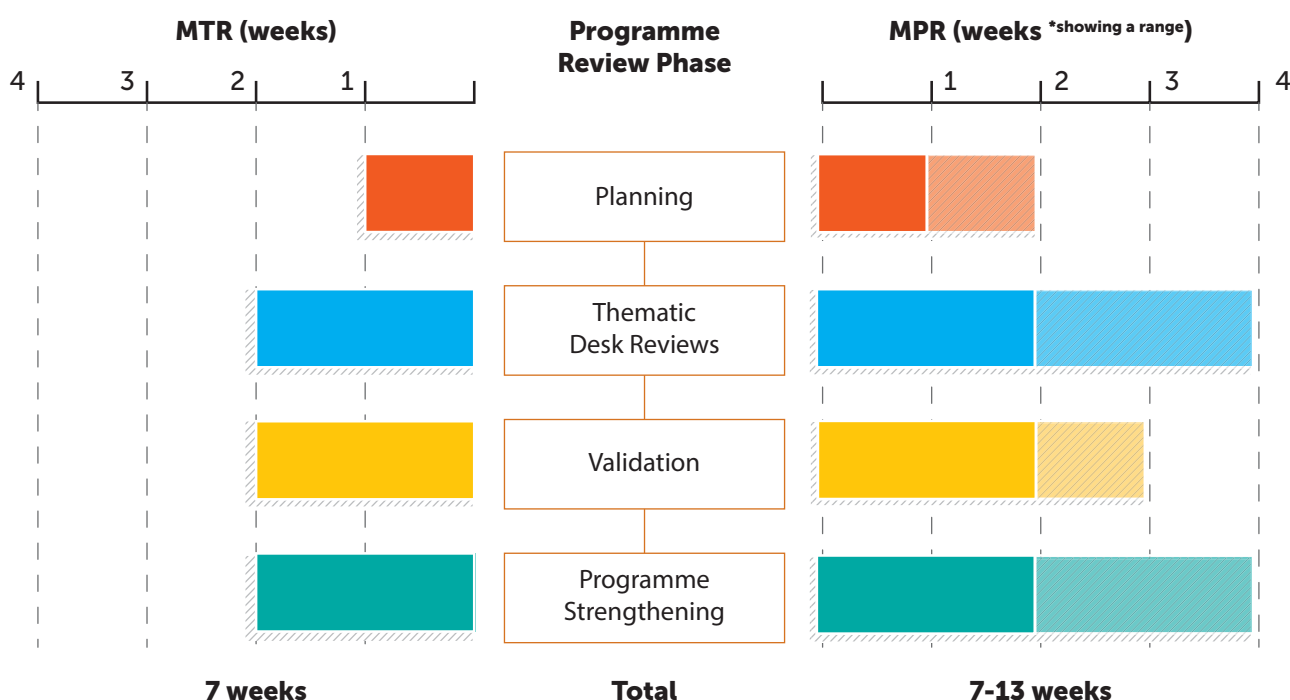 MTR (weeks)
Programme
Review Phase
MPR (weeks *showing a range)
4 3 2 1
1 2 3 4
Planning
Thematic
Desk Reviews
Validation
Programme
Strengthening
7 weeks
Total
7-13 weeks